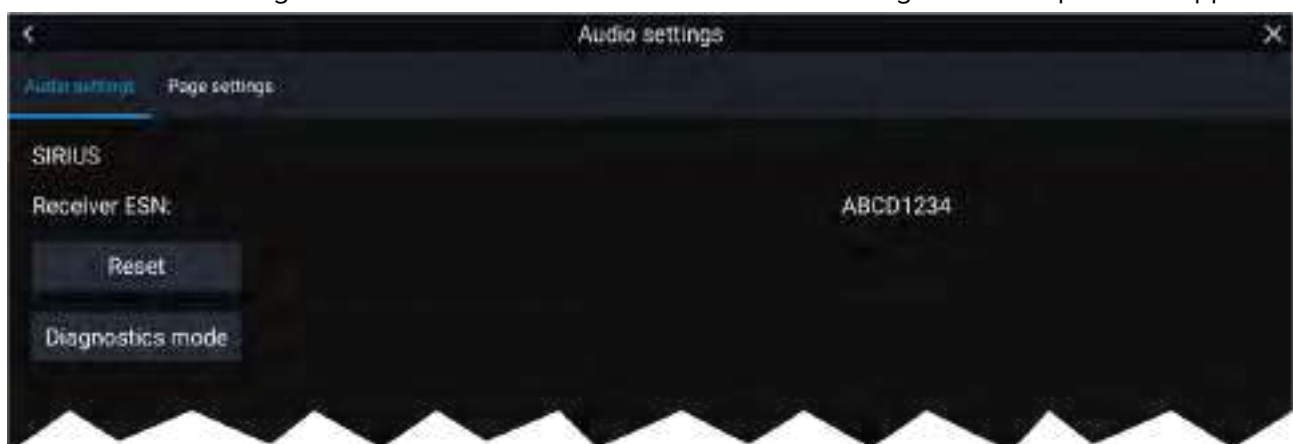 Audio settings
Audio settings Page settings
SIRIUS
Receiver ESN: ABCD1234
Reset
Diagnostics mode